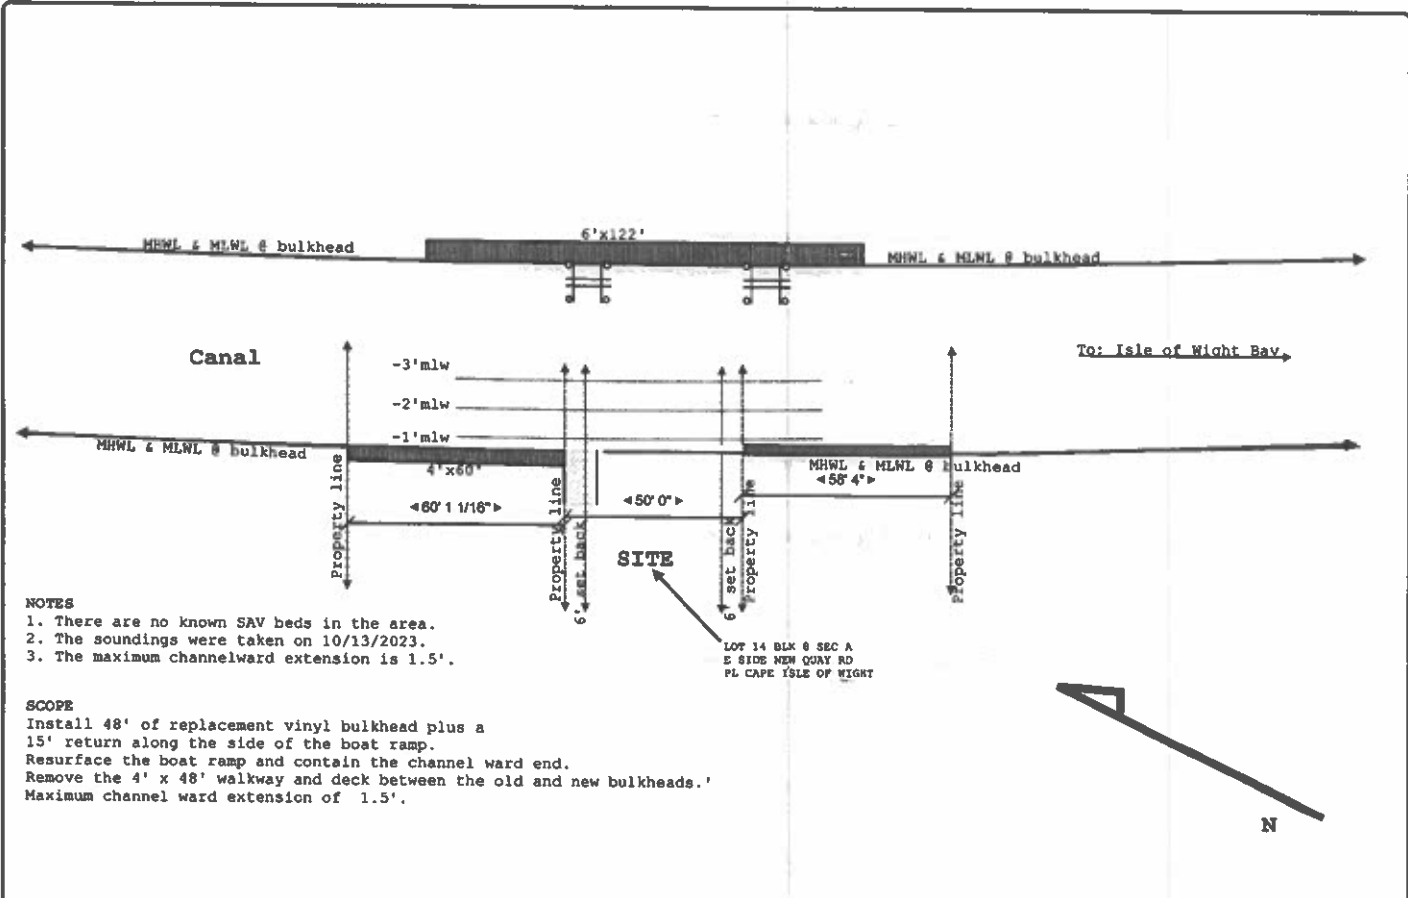 6'x122'
MHWL & MLWL @ bulkhead
MHWL & MLWL @ bulkhead
Canal
To: Isle of Wight Bay
-3'mlw
-2'mlw
-1'mlw
MHWL & MLWL @ bulkhead
4'x60'
MHWL & MLWL @ bulkhead
60' 1 1/16"
50' 0"
58' 4"
Property line
Property line
6' set back
6' set back
Property line
Property line
SITE
LOT 14 BLK 8 SEC A
E SIDE NEW QUAY RD
PL CAPE ISLE OF WIGHT
NOTES
1. There are no known SAV beds in the area.
2. The soundings were taken on 10/13/2023.
3. The maximum channelward extension is 1.5'.
SCOPE
Install 48' of replacement vinyl bulkhead plus a
15' return along the side of the boat ramp.
Resurface the boat ramp and contain the channel ward end.
Remove the 4' x 48' walkway and deck between the old and new bulkheads.'
Maximum channel ward extension of 1.5'.
N